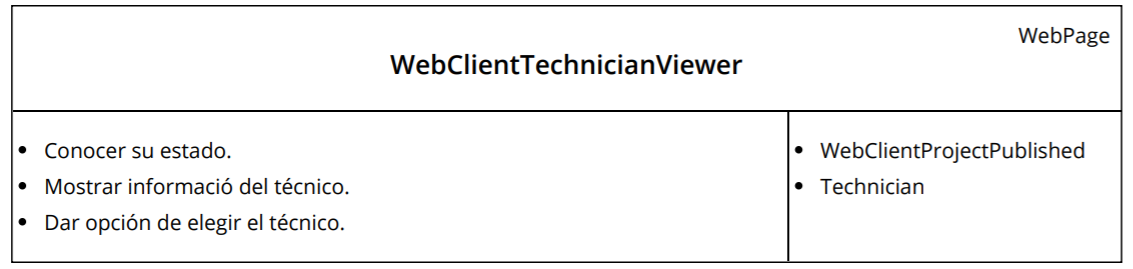 WebPage
WebClientTechnicianViewer
• Conocer su estado.
• Mostrar informació del técnico.
• Dar opción de elegir el técnico.
• WebClientProjectPublished
• Technician